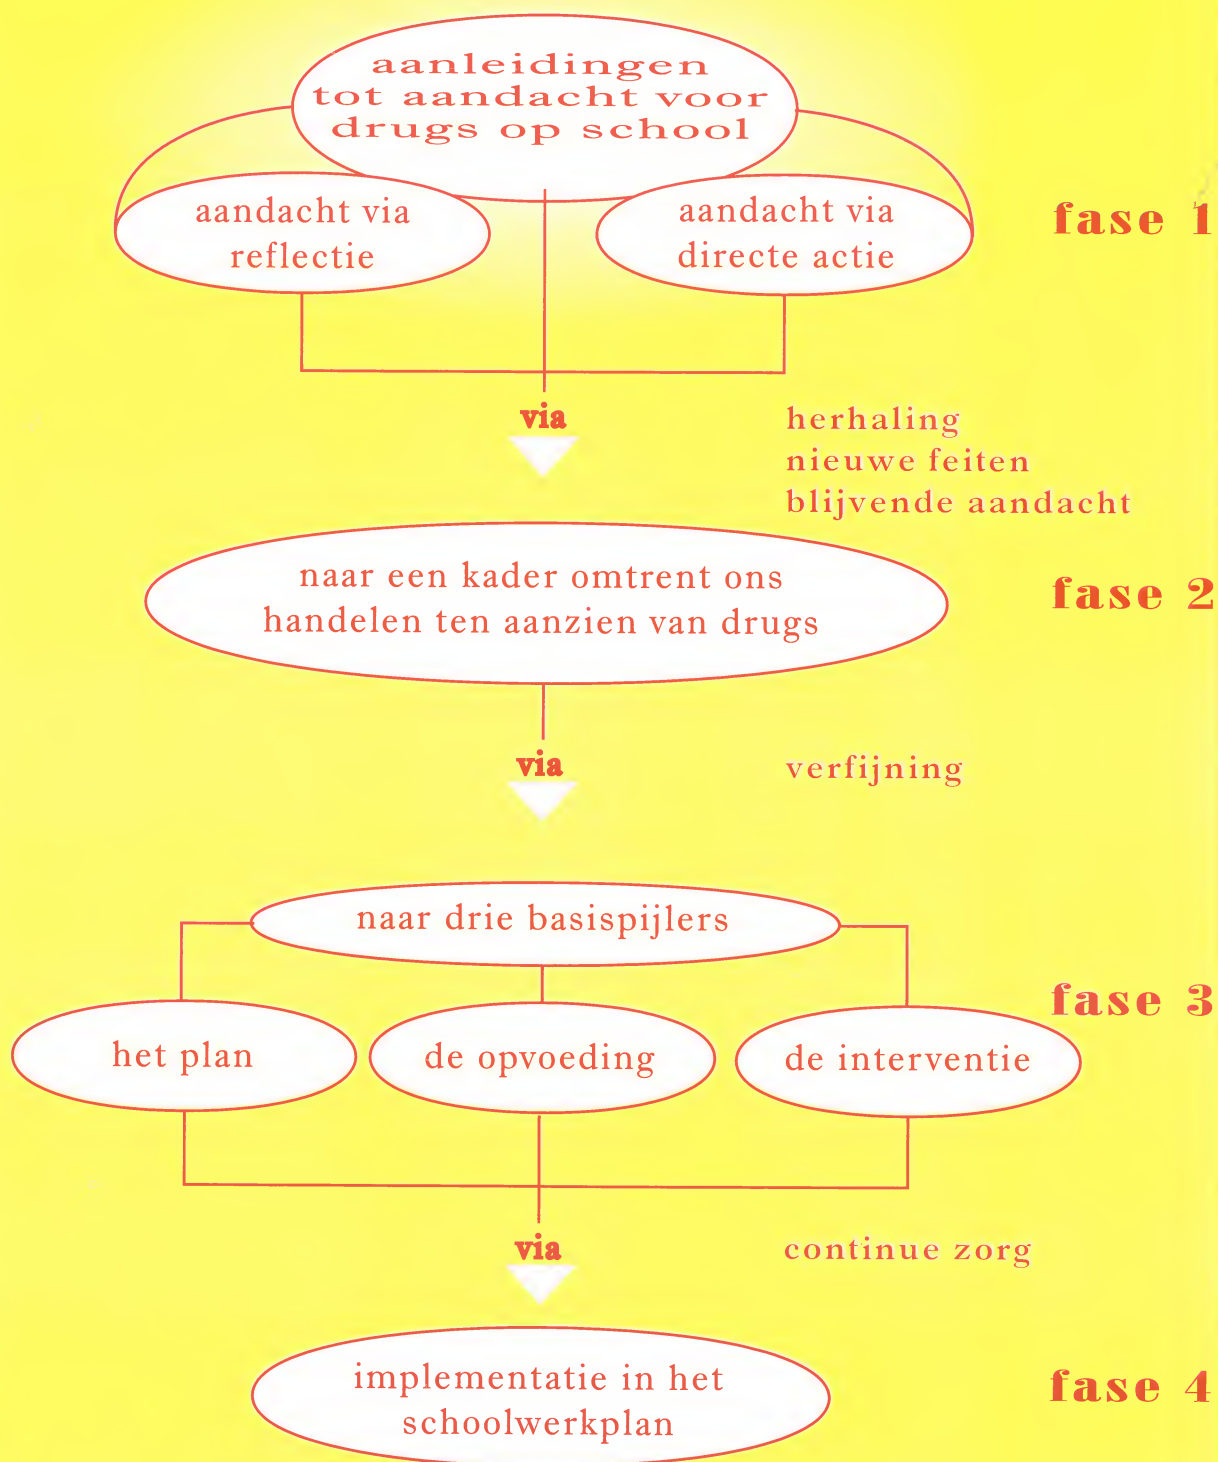 aanleidingen
tot aandacht voor
drugs op school
aandacht via
reflectie
aandacht via
directe actie
fase 1
via
herhaling
nieuwe feiten
blijvende aandacht
naar een kader omtrent ons
handelen ten aanzien van drugs
fase 2
via
verfijning
naar drie basispijlers
fase 3
het plan
de opvoeding
de interventie
via
continue zorg
implementatie in het
schoolwerkplan
fase 4